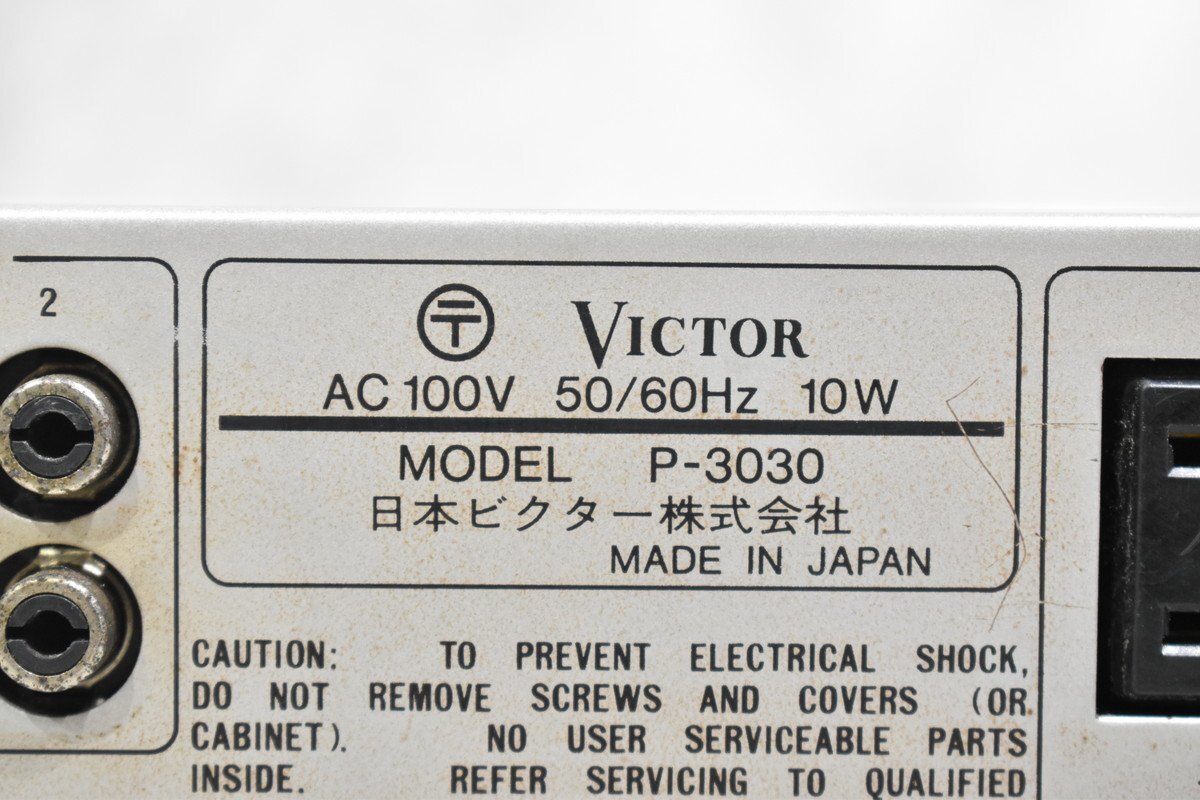 2
VICTOR
AC 100V 50/60Hz 10W
MODEL P-3030
日本ビクター株式会社
MADE IN JAPAN
CAUTION: TO PREVENT ELECTRICAL SHOCK,
DO NOT REMOVE SCREWS AND COVERS (OR
CABINET). NO USER SERVICEABLE PARTS
INSIDE. REFER SERVICING TO QUALIFIED